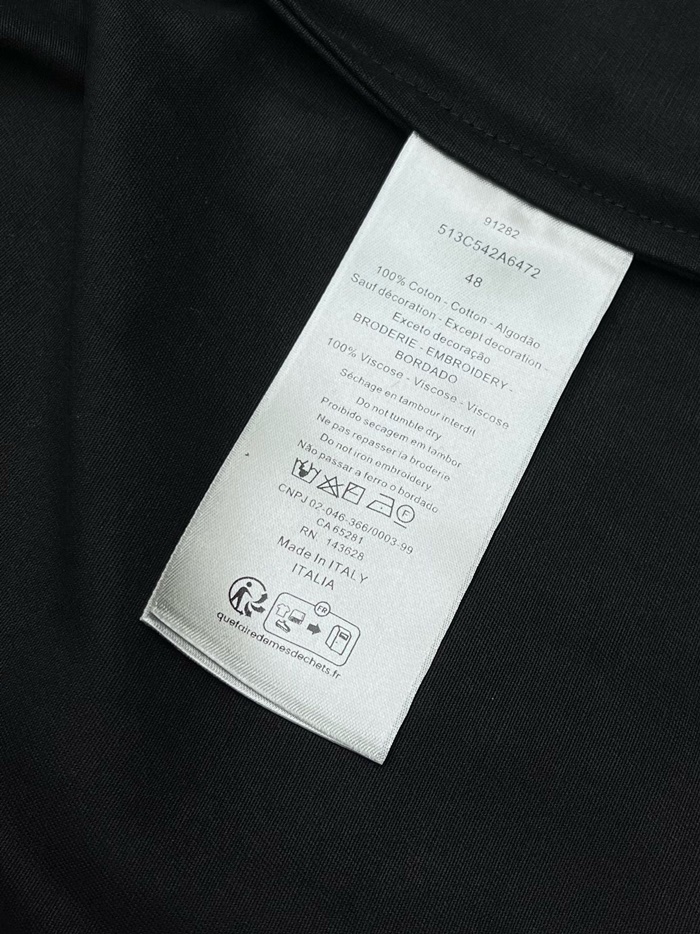 91282
513C542A6472
48
100% Coton - Cotton - Algodão
Sauf décoration - Except decoration -
Exceto decoração
BRODERIE - EMBROIDERY -
BORDADO
100% Viscose - Viscose - Viscose
Séchage en tambour interdit
Do not tumble dry
Proibido secagem em tambor
Ne pas repasser la broderie
Do not iron embroidery
Não passar a ferro o bordado
F
CNPJ 02-046-366/0003-99
CA65281
RN 143628
Made In ITALY
ITALIA
FR
quefairedemesdechets.fr